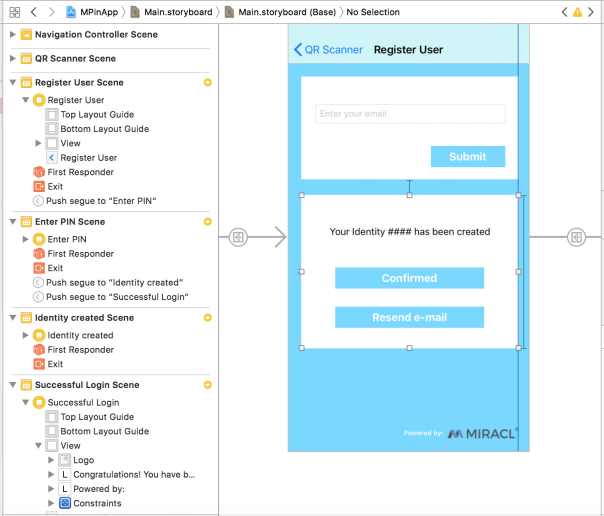 MPinApp Main.storyboard Main.storyboard (Base) No Selection
Navigation Controller Scene
QR Scanner Scene
Register User Scene
Register User
Top Layout Guide
Bottom Layout Guide
View
Register User
First Responder
Exit
Push segue to “Enter PIN”
Enter PIN Scene
Enter PIN
First Responder
Exit
Push segue to “Identity created”
Push segue to “Successful Login”
Identity created Scene
Identity created
First Responder
Exit
Successful Login Scene
Successful Login
Top Layout Guide
Bottom Layout Guide
View
Logo
L Congratulations! You have b...
L Powered by:
Constraints
QR Scanner Register User
Enter your email
Submit
Your Identity #### has been created
Confirmed
Resend e-mail
Powered by: MIRACL